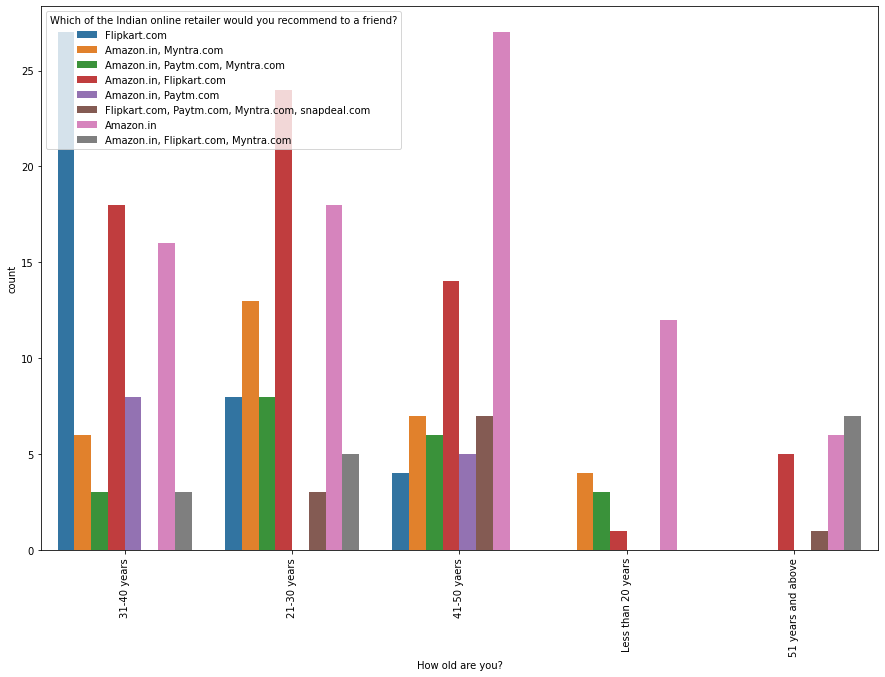 Which of the Indian online retailer would you recommend to a friend?
Flipkart.com
Amazon.in, Myntra.com
Amazon.in, Paytm.com, Myntra.com
Amazon.in, Flipkart.com
Amazon.in, Paytm.com
Flipkart.com, Paytm.com, Myntra.com, snapdeal.com
Amazon.in
Amazon.in, Flipkart.com, Myntra.com
25
20
15
10
5
0
count
31-40 years
21-30 years
41-50 yaers
Less than 20 years
51 years and above
How old are you?